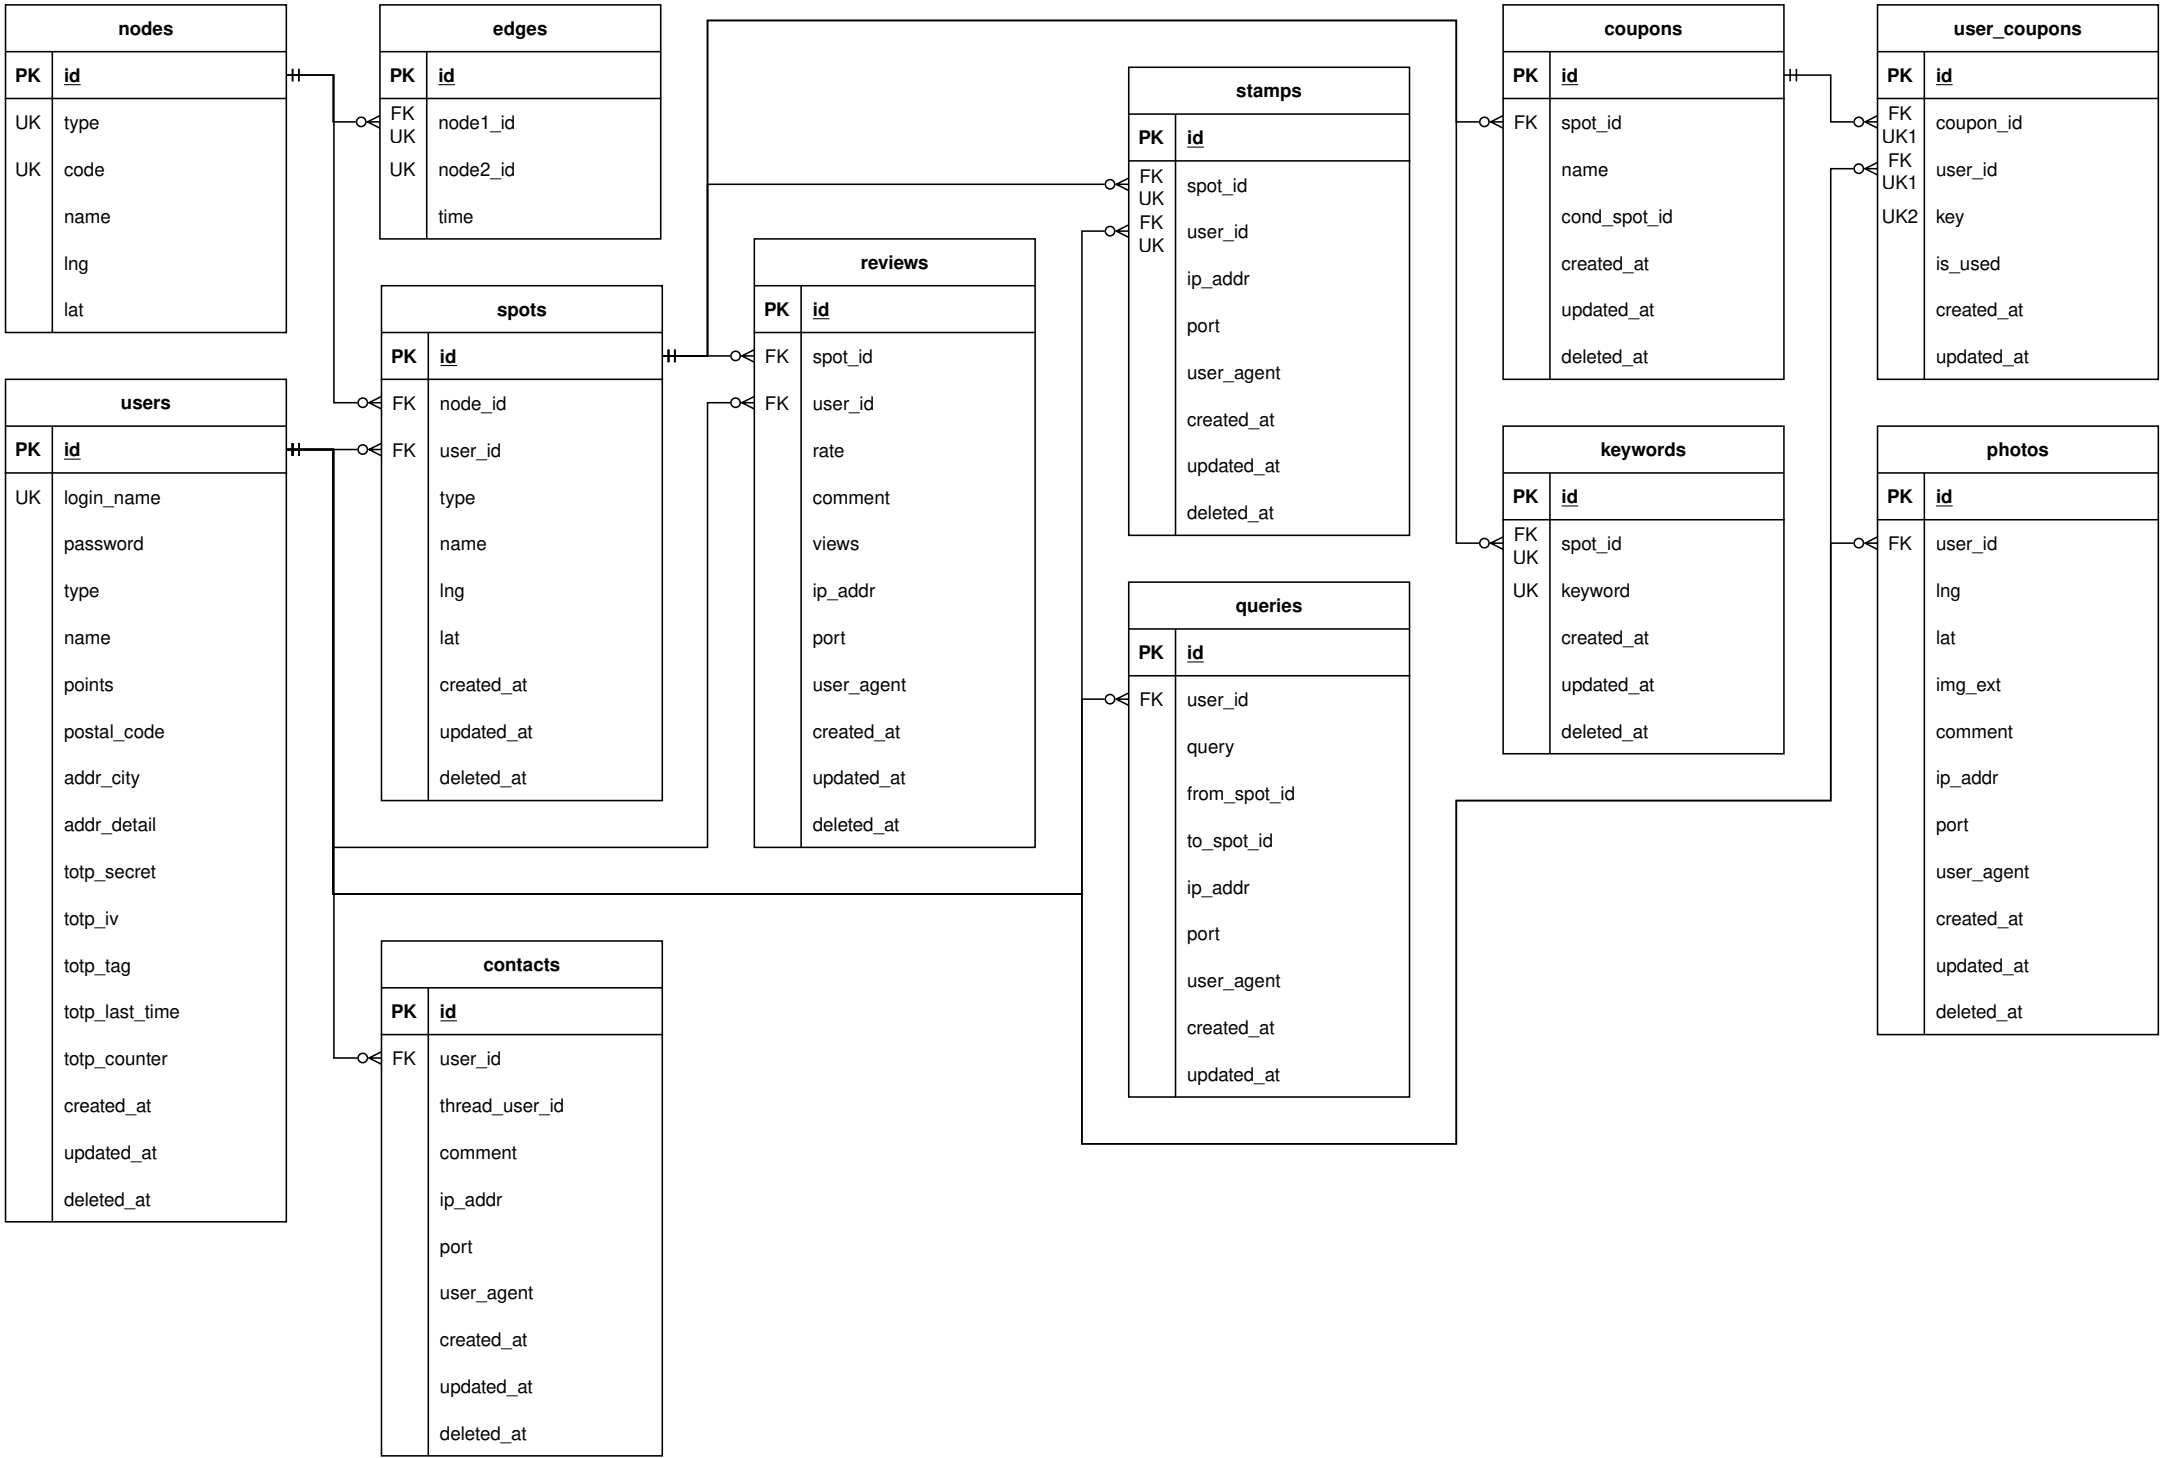 nodes
PK id
UK type
UK code
name
lng
lat
edges
PK id
FK
UK node1_id
UK node2_id
time
users
PK id
UK login_name
password
type
name
points
postal_code
addr_city
addr_detail
totp_secret
totp_iv
totp_tag
totp_last_time
totp_counter
created_at
updated_at
deleted_at
spots
PK id
FK node_id
FK user_id
type
name
lng
lat
created_at
updated_at
deleted_at
contacts
PK id
FK user_id
thread_user_id
comment
ip_addr
port
user_agent
created_at
updated_at
deleted_at
reviews
PK id
FK spot_id
FK user_id
rate
comment
views
ip_addr
port
user_agent
created_at
updated_at
deleted_at
stamps
PK id
FK
UK spot_id
FK
UK user_id
ip_addr
port
user_agent
created_at
updated_at
deleted_at
queries
PK id
FK user_id
query
from_spot_id
to_spot_id
ip_addr
port
user_agent
created_at
updated_at
coupons
PK id
FK spot_id
name
cond_spot_id
created_at
updated_at
deleted_at
keywords
PK id
FK
UK spot_id
UK keyword
created_at
updated_at
deleted_at
user_coupons
PK id
FK
UK1 coupon_id
FK
UK1 user_id
UK2 key
is_used
created_at
updated_at
photos
PK id
FK user_id
lng
lat
img_ext
comment
ip_addr
port
user_agent
created_at
updated_at
deleted_at